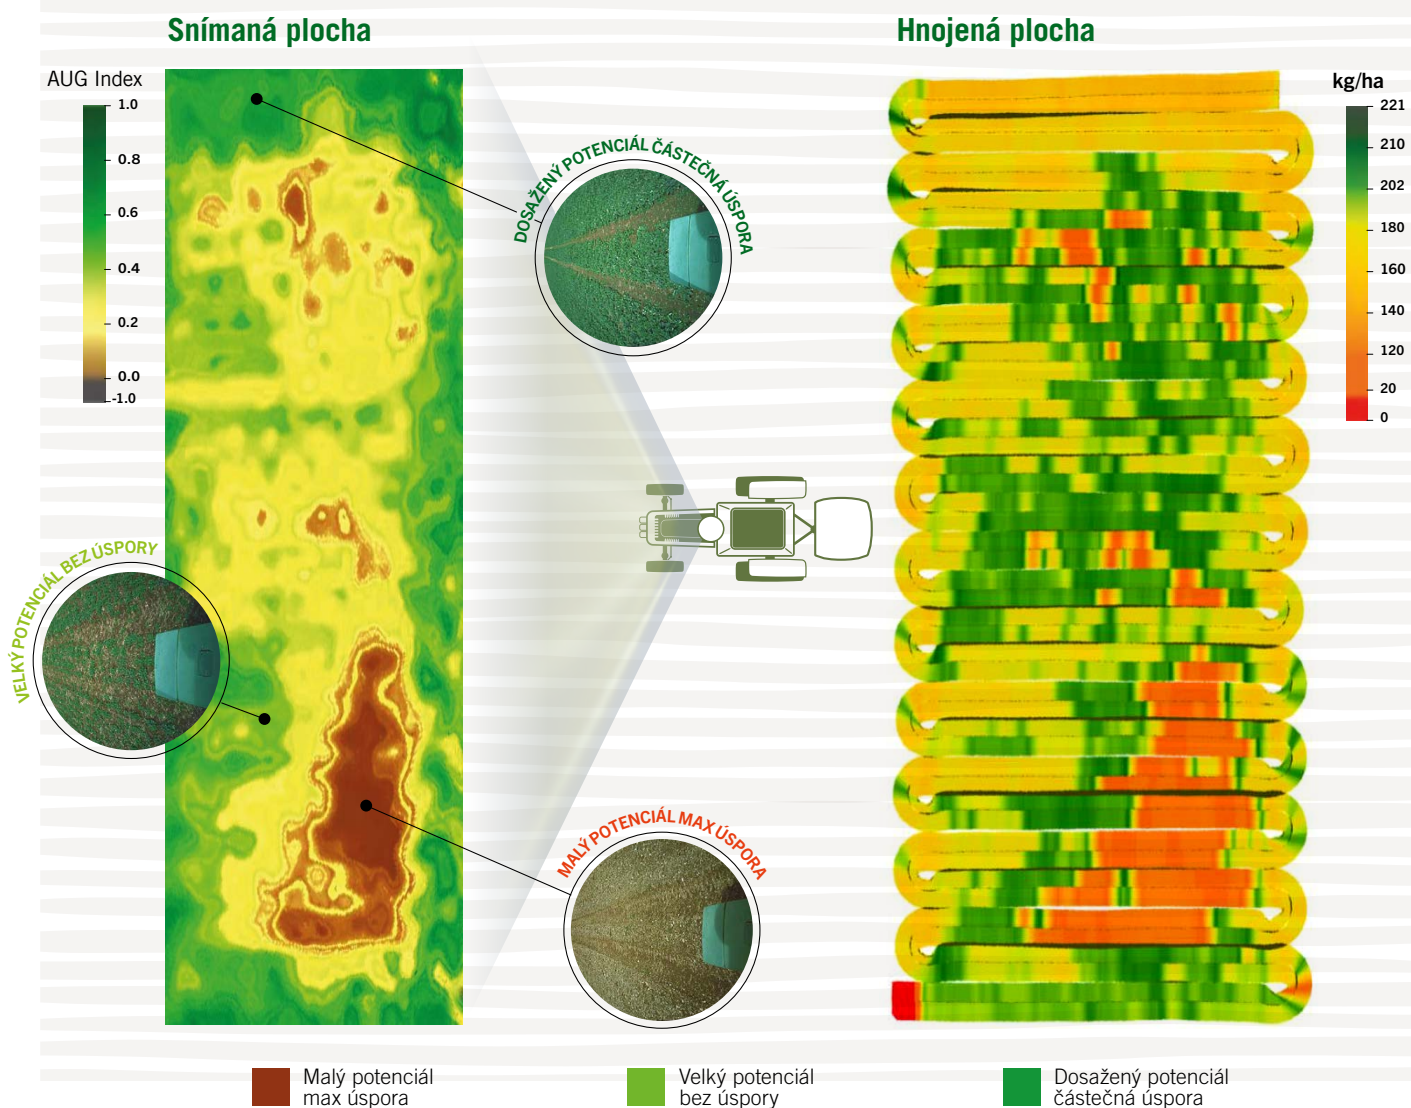 Snímaná plocha
Hnojená plocha
AUG Index
1.0
0.8
0.6
0.4
0.2
0.0
-1.0
kg/ha
221
210
202
180
160
140
120
20
0
DOSAŽENÝ POTENCIÁL ČÁSTEČNÁ ÚSPORA
VELKÝ POTENCIÁL BEZ ÚSPORY
MALÝ POTENCIÁL MAX ÚSPORA
Malý potenciál
max úspora
Velký potenciál
bez úspory
Dosažený potenciál
částečná úspora